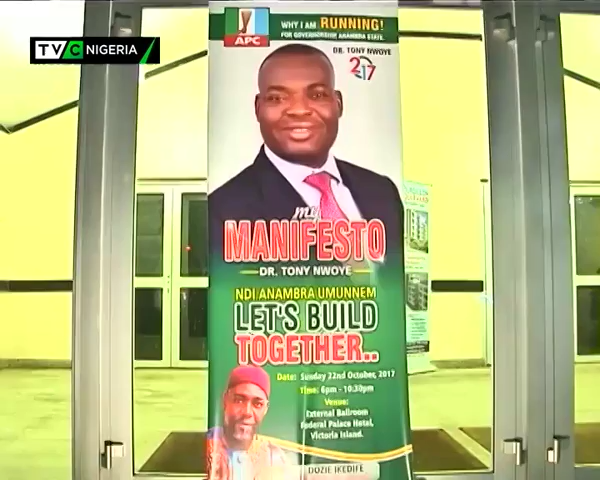 TVC NIGERIA
APC
WHY I AM RUNNING!
FOR GOVERNORSHIP ANAMBRA STATE.
DR. TONY NWOYE
2017
my
MANIFESTO
DR. TONY NWOYE
NDI ANAMBRA UMUNNEM
LET'S BUILD
TOGETHER..
Date: Sunday 22nd October, 2017
Time: 6pm - 10:30pm
Venue:
External Ballroom
Federal Palace Hotel,
Victoria Island.
DOZIE IKEDIFE